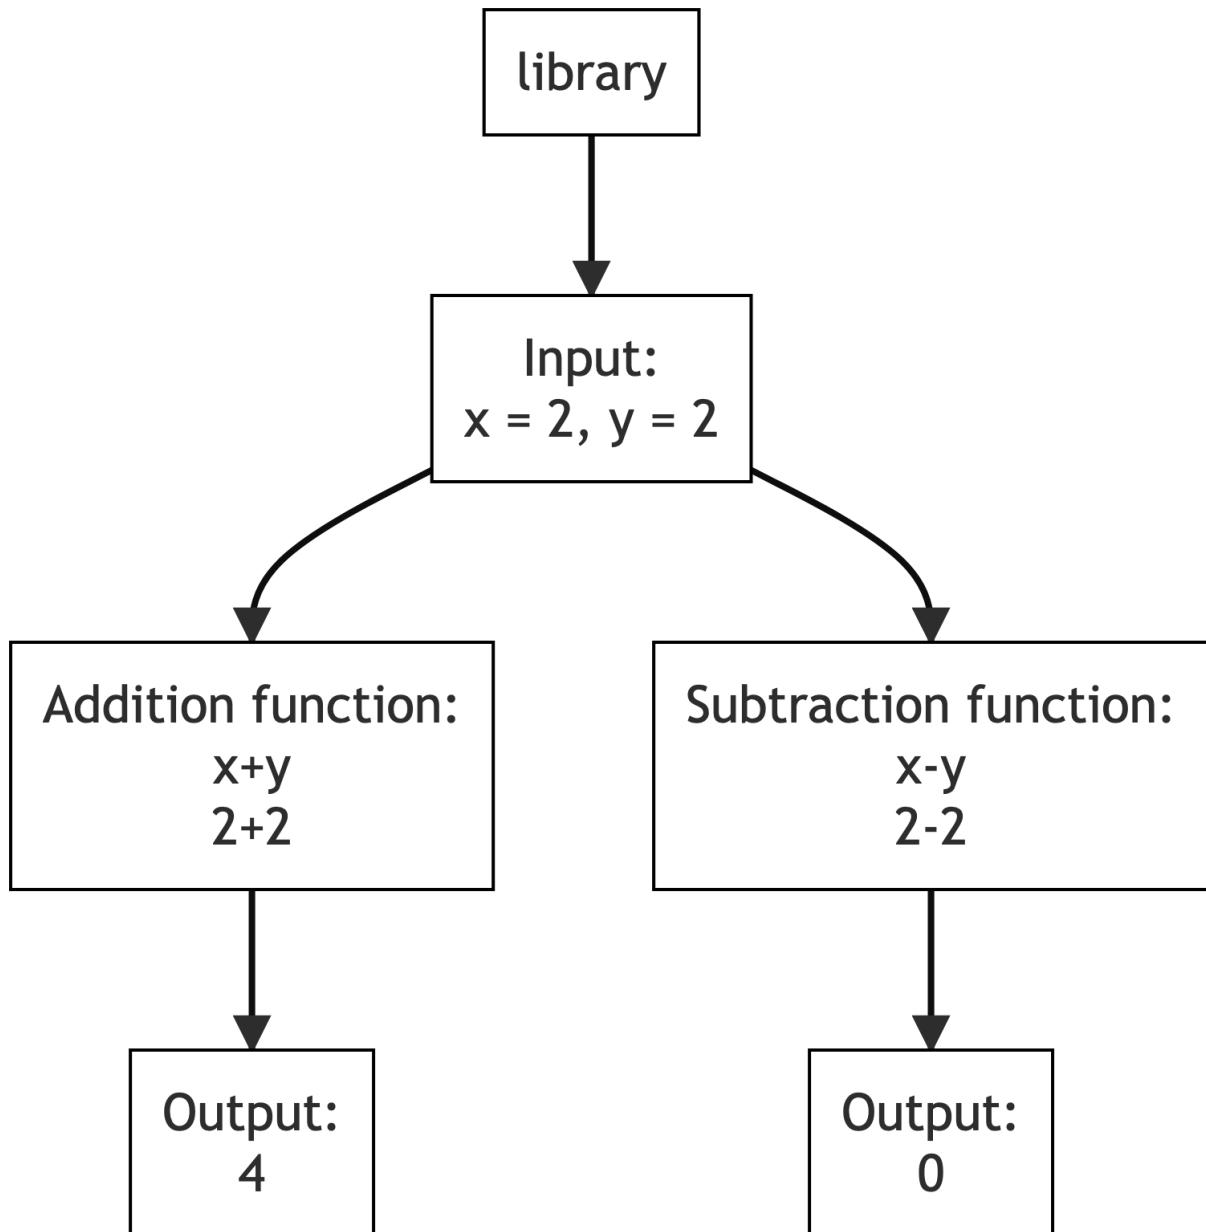 library
Input:
x = 2, y = 2
Addition function:
x+y
2+2
Subtraction function:
x-y
2-2
Output:
4
Output:
0